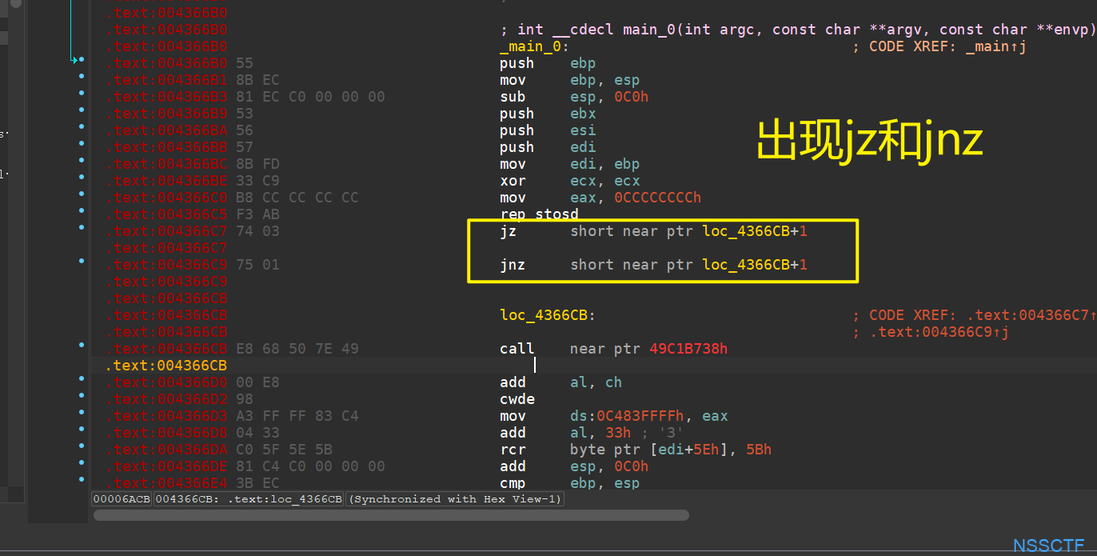 .text:004366B0
.text:004366B0 ; int __cdecl main_0(int argc, const char **argv, const char **envp)
.text:004366B0 _main_0: ; CODE XREF: _main↑j
.text:004366B0 55 push ebp
.text:004366B1 8B EC mov ebp, esp
.text:004366B3 81 EC C0 00 00 00 sub esp, 0C0h
.text:004366B9 53 push ebx
.text:004366BA 56 push esi
.text:004366BB 57 push edi
.text:004366BC 8B FD mov edi, ebp
.text:004366BE 33 C9 xor ecx, ecx
.text:004366C0 B8 CC CC CC CC mov eax, 0CCCCCCCCh
.text:004366C5 F3 AB rep stosd
出现jz和jnz
.text:004366C7 74 03 jz short near ptr loc_4366CB+1
.text:004366C7
.text:004366C9 75 01 jnz short near ptr loc_4366CB+1
.text:004366C9
.text:004366CB
.text:004366CB loc_4366CB: ; CODE XREF: .text:004366C7↑
.text:004366CB ; .text:004366C9↑j
.text:004366CB E8 68 50 7E 49 call near ptr 49C1B738h
.text:004366CB
.text:004366D0 00 E8 add al, ch
.text:004366D2 98 cwde
.text:004366D3 A3 FF FF 83 C4 mov ds:0C483FFFFh, eax
.text:004366D8 04 33 add al, 33h ; '3'
.text:004366DA C0 5F 5E 5B rcr byte ptr [edi+5Eh], 5Bh
.text:004366DE 81 C4 C0 00 00 00 add esp, 0C0h
.text:004366E4 3B EC cmp ebp, esp
00006ACB 004366CB: .text:loc_4366CB (Synchronized with Hex View-1)
NSSCTF